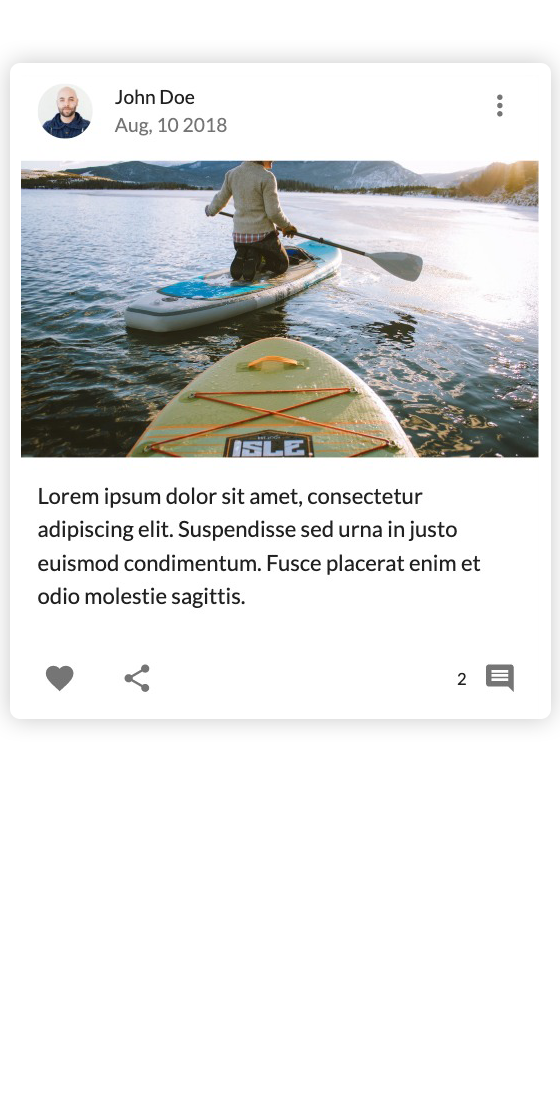 John Doe
Aug, 10 2018
ISLE
Lorem ipsum dolor sit amet, consectetur
adipiscing elit. Suspendisse sed urna in justo
euismod condimentum. Fusce placerat enim et
odio molestie sagittis.
2